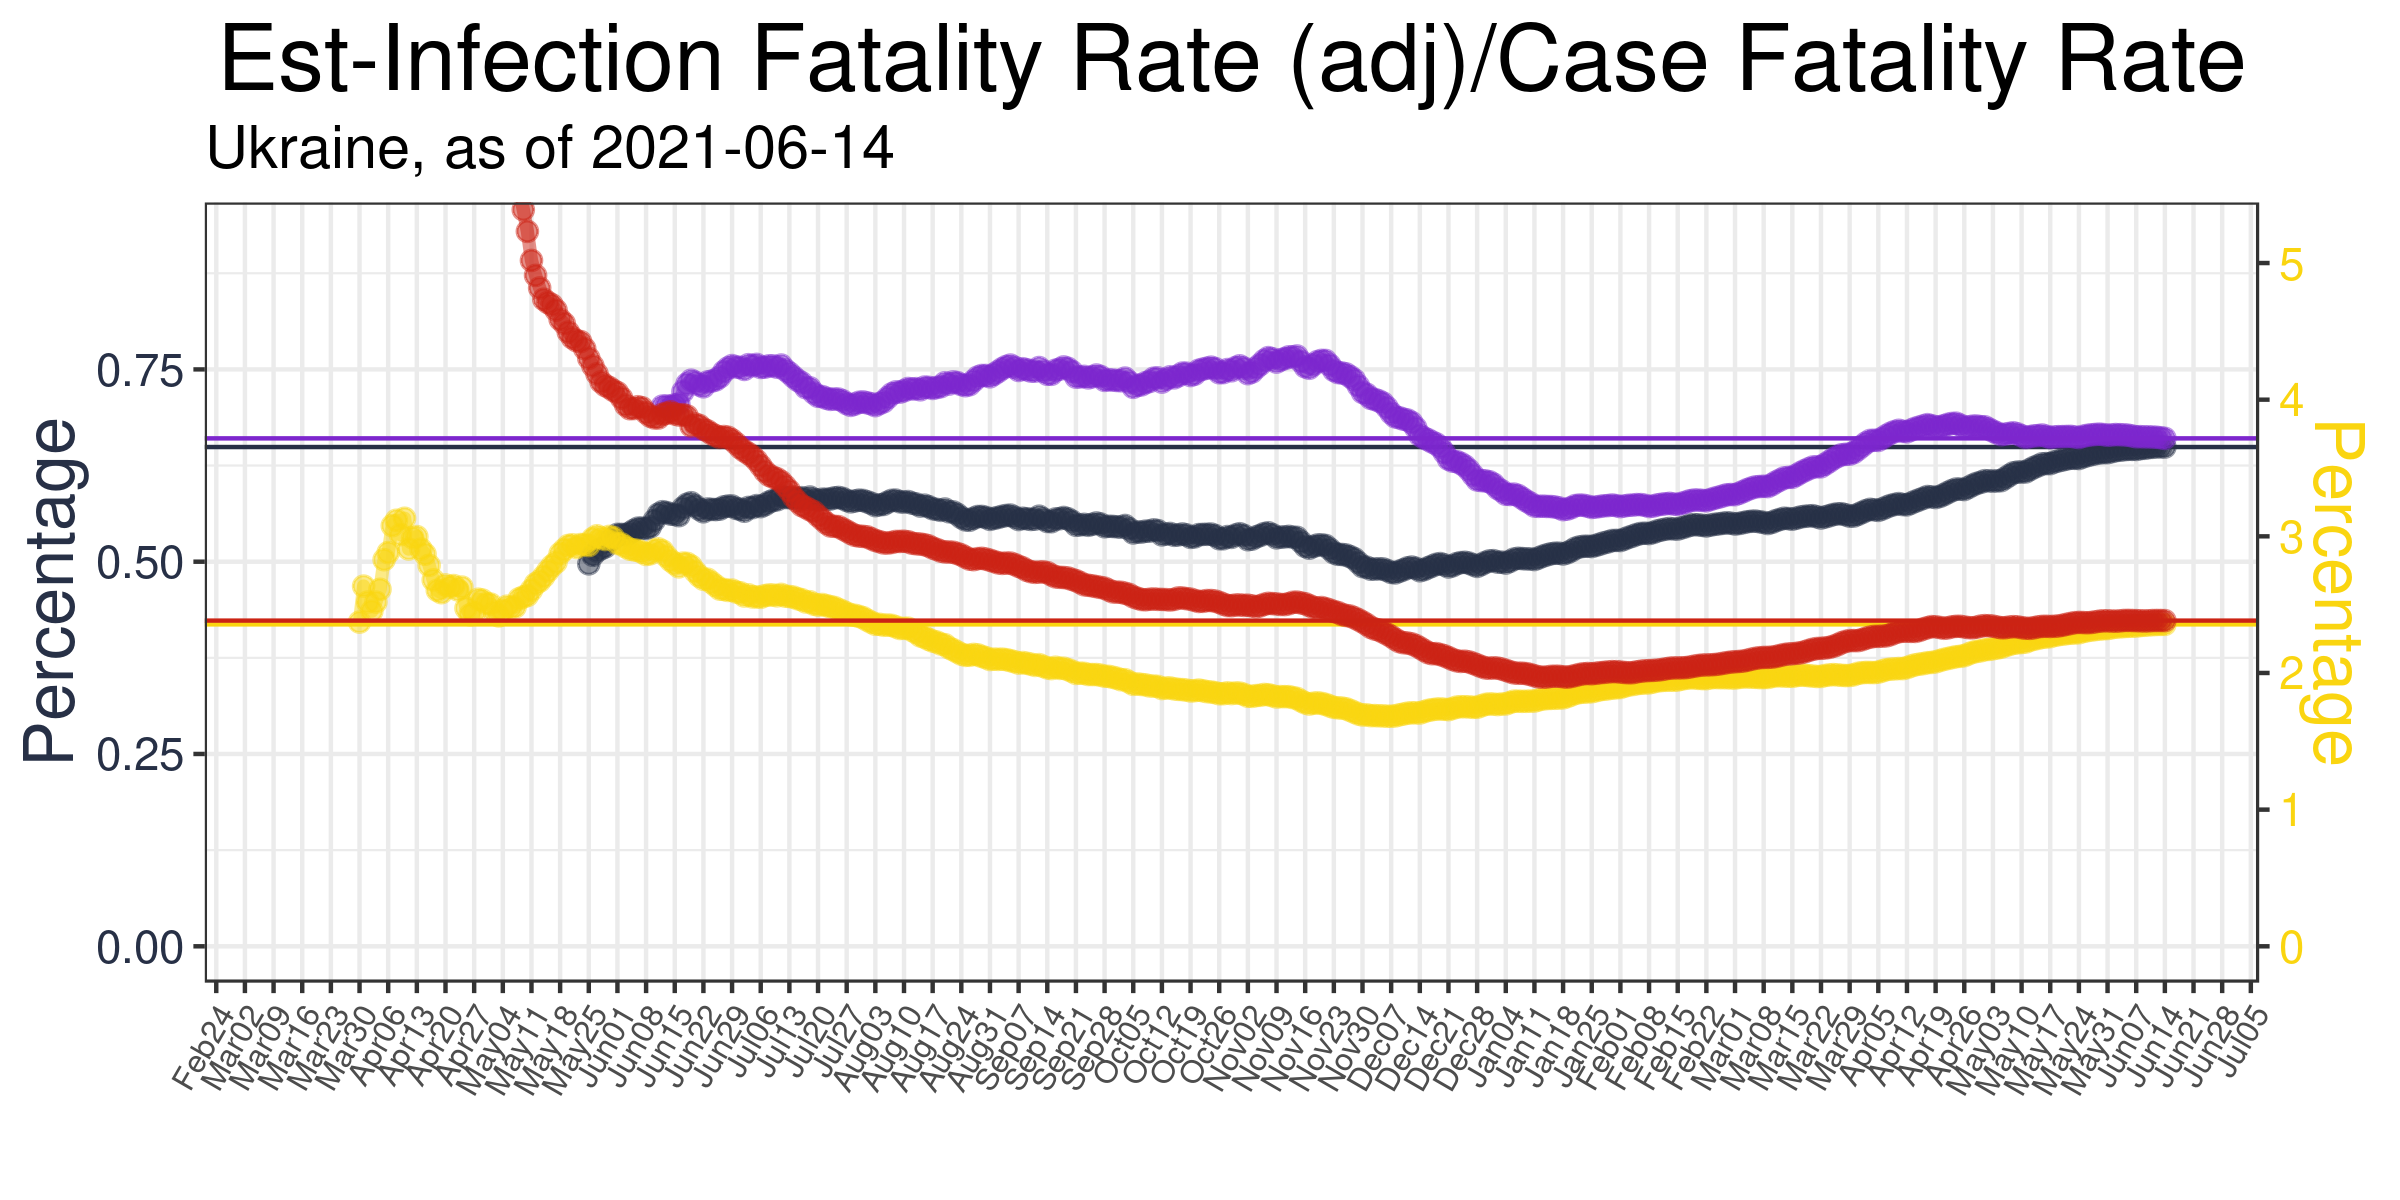 Est-Infection Fatality Rate (adj)/Case Fatality Rate
Ukraine, as of 2021-06-14
Percentage
0.75
0.50
0.25
0.00
5
4
3
2
1
0
Percentage
Feb24
Mar02
Mar09
Mar16
Mar23
Mar30
Apr06
Apr13
Apr20
Apr27
May04
May11
May18
May25
Jun01
Jun08
Jun15
Jun22
Jun29
Jul06
Jul13
Jul20
Jul27
Aug03
Aug10
Aug17
Aug24
Aug31
Sep07
Sep14
Sep21
Sep28
Oct05
Oct12
Oct19
Oct26
Nov02
Nov09
Nov16
Nov23
Nov30
Dec07
Dec14
Dec21
Dec28
Dec04
Jan11
Jan18
Jan25
Feb01
Feb08
Feb15
Feb22
Mar01
Mar08
Mar15
Mar22
Mar29
Apr05
Apr12
Apr19
Apr26
May03
May10
May17
May24
May31
May07
Jun14
Jun21
Jun28
Jul05